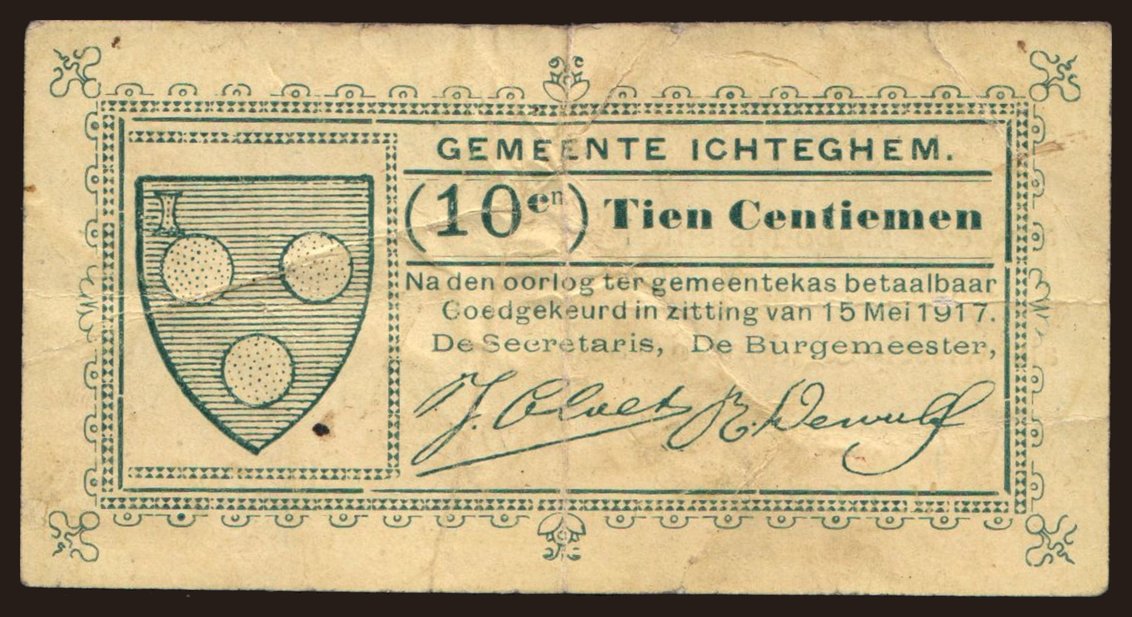 GEMEENTE ICHTEGHEM.
I
(10en) Tien Centiemen
Na den oorlog ter gemeentekas betaalbaar
Goedgekeurd in zitting van 15 Mei 1917.
De Secretaris, De Burgemeester,